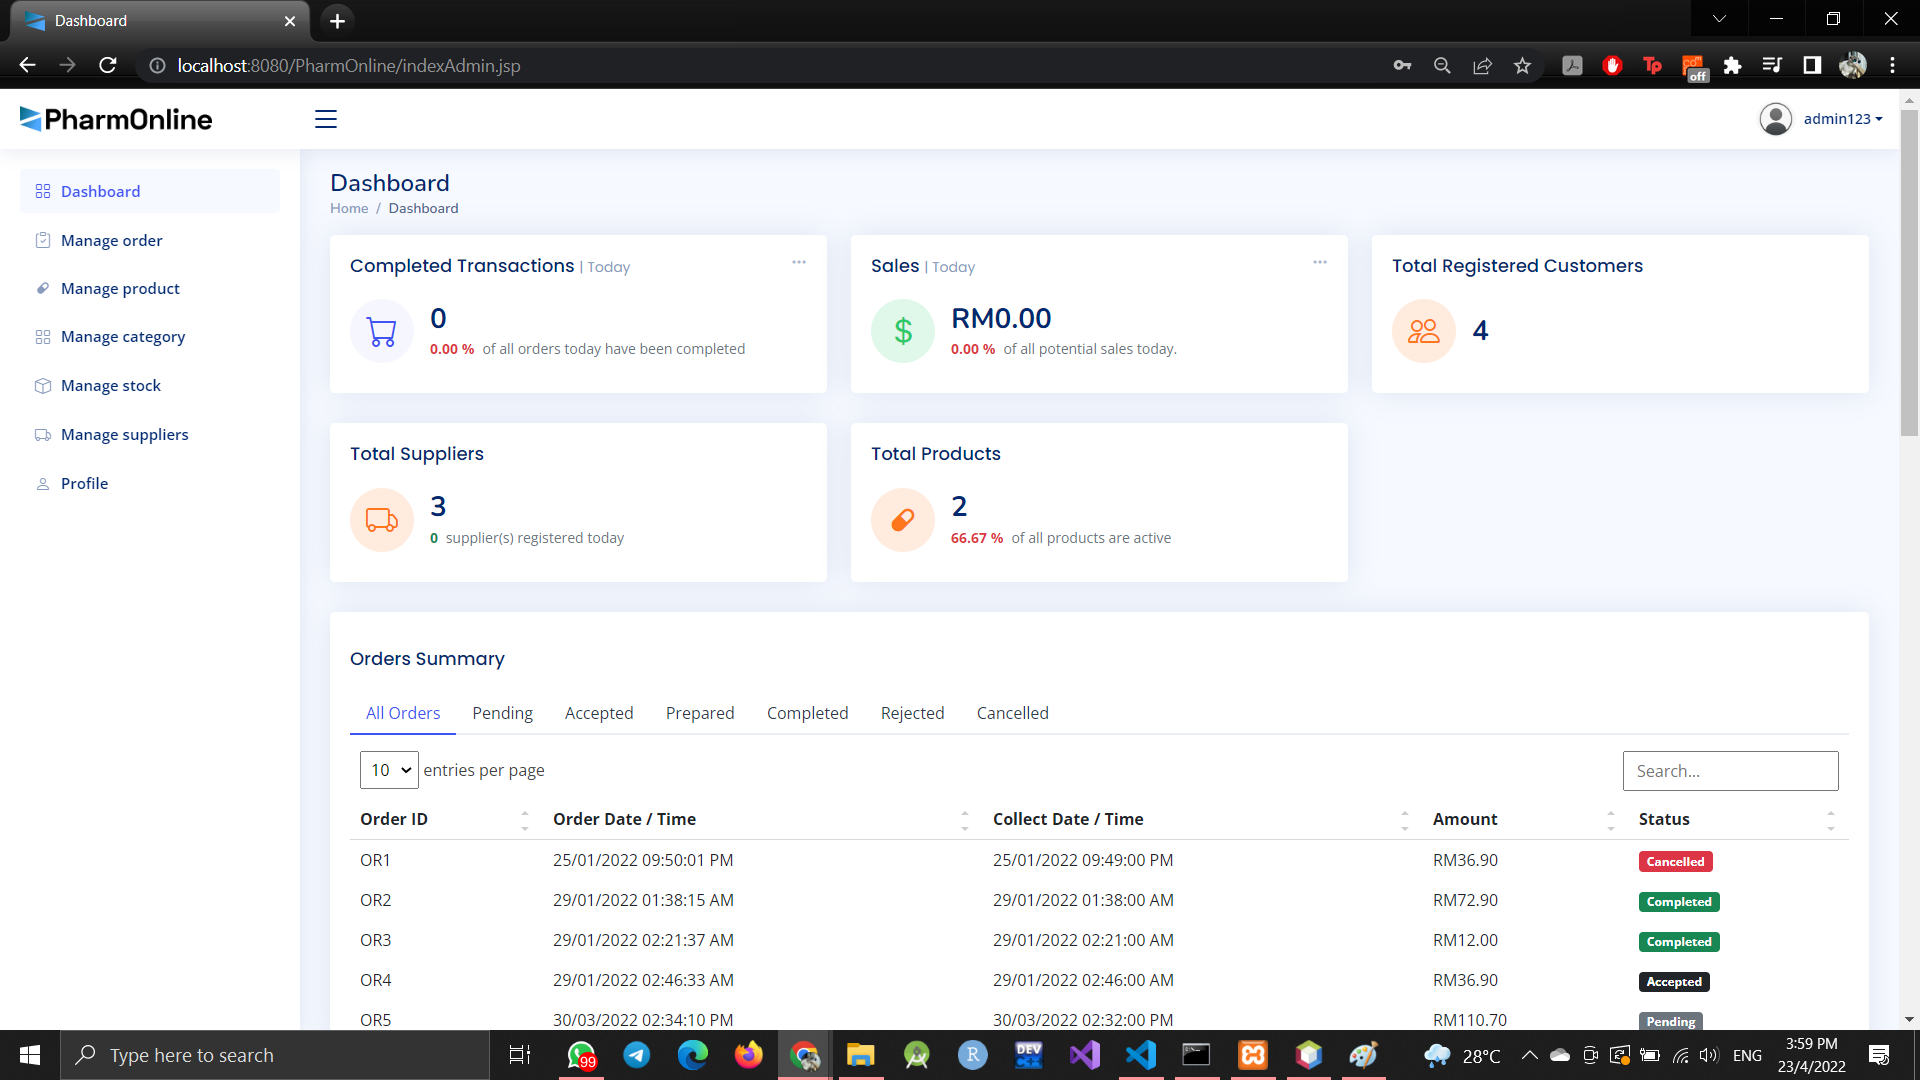 Dashboard
localhost:8080/PharmOnline/indexAdmin.jsp
Tp
off
PharmOnline
admin123
Dashboard
Manage order
Manage product
Manage category
Manage stock
Manage suppliers
Profile
Dashboard
Home / Dashboard
Completed Transactions | Today
0
0.00 % of all orders today have been completed
Sales | Today
$
RM0.00
0.00 % of all potential sales today.
Total Registered Customers
4
Total Suppliers
3
0 supplier(s) registered today
Total Products
2
66.67 % of all products are active
Orders Summary
All Orders Pending Accepted Prepared Completed Rejected Cancelled
10 entries per page
Search...
Order ID Order Date / Time Collect Date / Time Amount Status
OR1 25/01/2022 09:50:01 PM 25/01/2022 09:49:00 PM RM36.90 Cancelled
OR2 29/01/2022 01:38:15 AM 29/01/2022 01:38:00 AM RM72.90 Completed
OR3 29/01/2022 02:21:37 AM 29/01/2022 02:21:00 AM RM12.00 Completed
OR4 29/01/2022 02:46:33 AM 29/01/2022 02:46:00 AM RM36.90 Accepted
OR5 30/03/2022 02:34:10 PM 30/03/2022 02:32:00 PM RM110.70 Pending
Type here to search
99
R
DEV
28°C
ENG
3:59 PM
23/4/2022